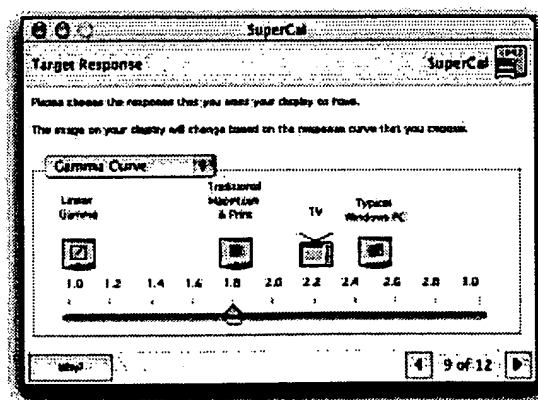 SuperCal
Target Response
SuperCal
Please choose the response that you want your display to have.
The image on your display will change based on the response curve that you choose.
Gamma Curve
Linear
Gamma
Traditional
Macintosh
& Print
TV
Typical
Windows PC
1.0 1.2 1.4 1.6 1.8 2.0 2.2 2.4 2.6 2.8 3.0
9 of 12